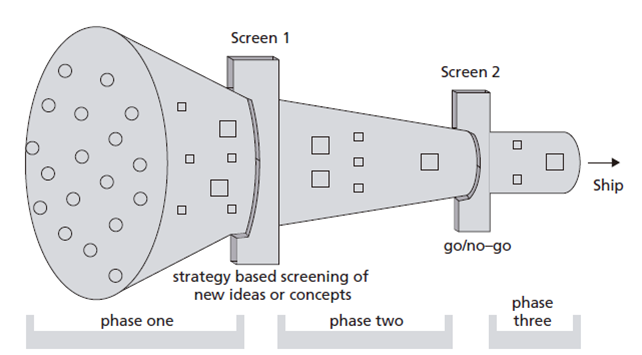 Screen 1
Screen 2
Ship
go/no–go
strategy based screening of
new ideas or concepts
phase one
phase two
phase
three